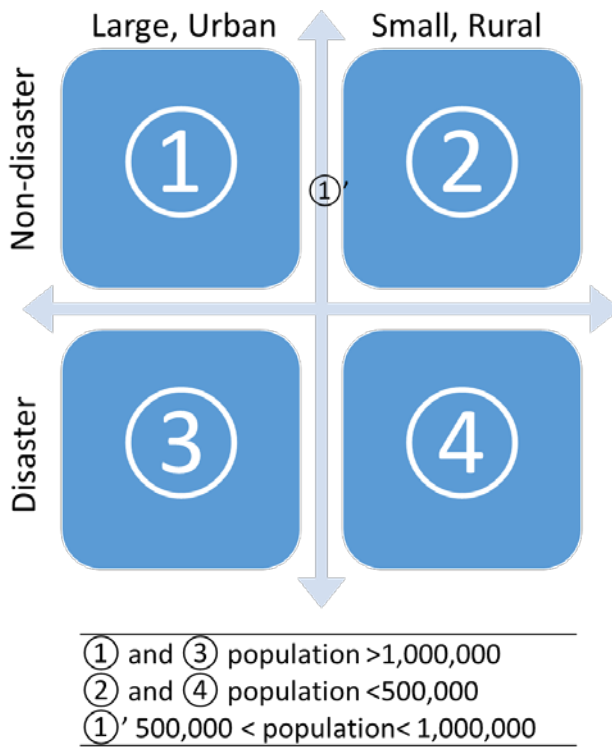 Large, Urban
Small, Rural
Non-disaster
①
①’
②
Disaster
③
④
① and ③ population >1,000,000
② and ④ population <500,000
①’ 500,000 < population< 1,000,000